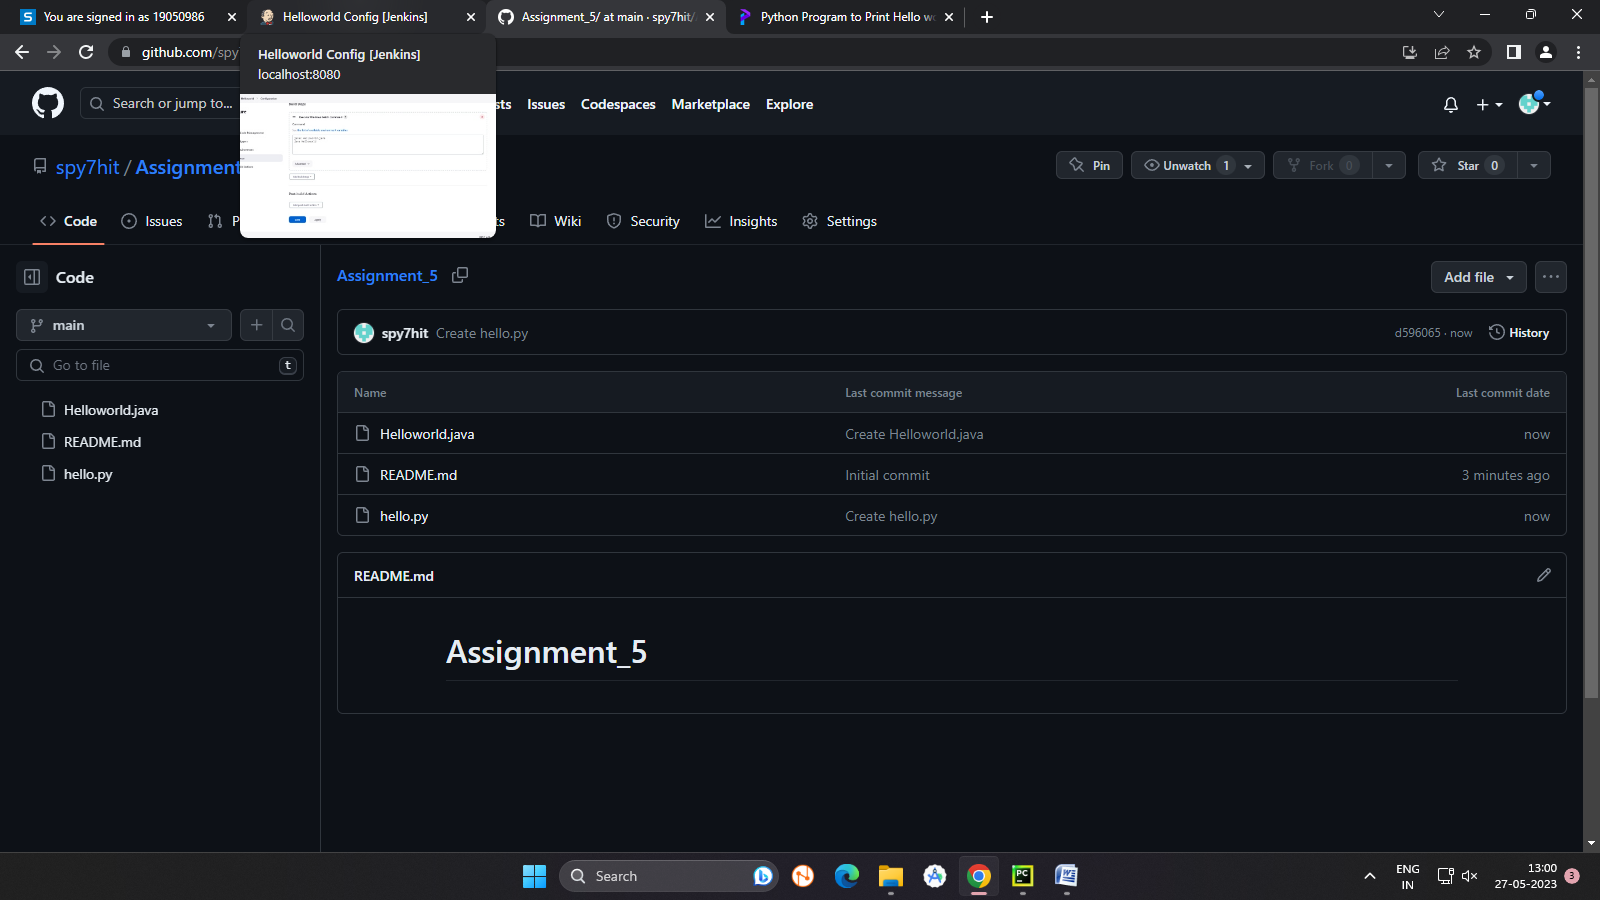 You are signed in as 19050986
Helloworld Config [Jenkins]
Assignment_5/ at main · spy7hit/
Python Program to Print Hello w
github.com/spy
Helloworld Config [Jenkins]
localhost:8080
Search or jump to...
sts
Issues
Codespaces
Marketplace
Explore
spy7hit / Assignment
Pin
Unwatch 1
Fork 0
Star 0
Code
Issues
P
ts
Wiki
Security
Insights
Settings
Code
main
Go to file
t
Helloworld.java
README.md
hello.py
Assignment_5
Add file
spy7hit Create hello.py
d596065 · now
History
Name
Last commit message
Last commit date
Helloworld.java
Create Helloworld.java
now
README.md
Initial commit
3 minutes ago
hello.py
Create hello.py
now
README.md
Assignment_5
Search
PC
ENG
IN
13:00
27-05-2023
3